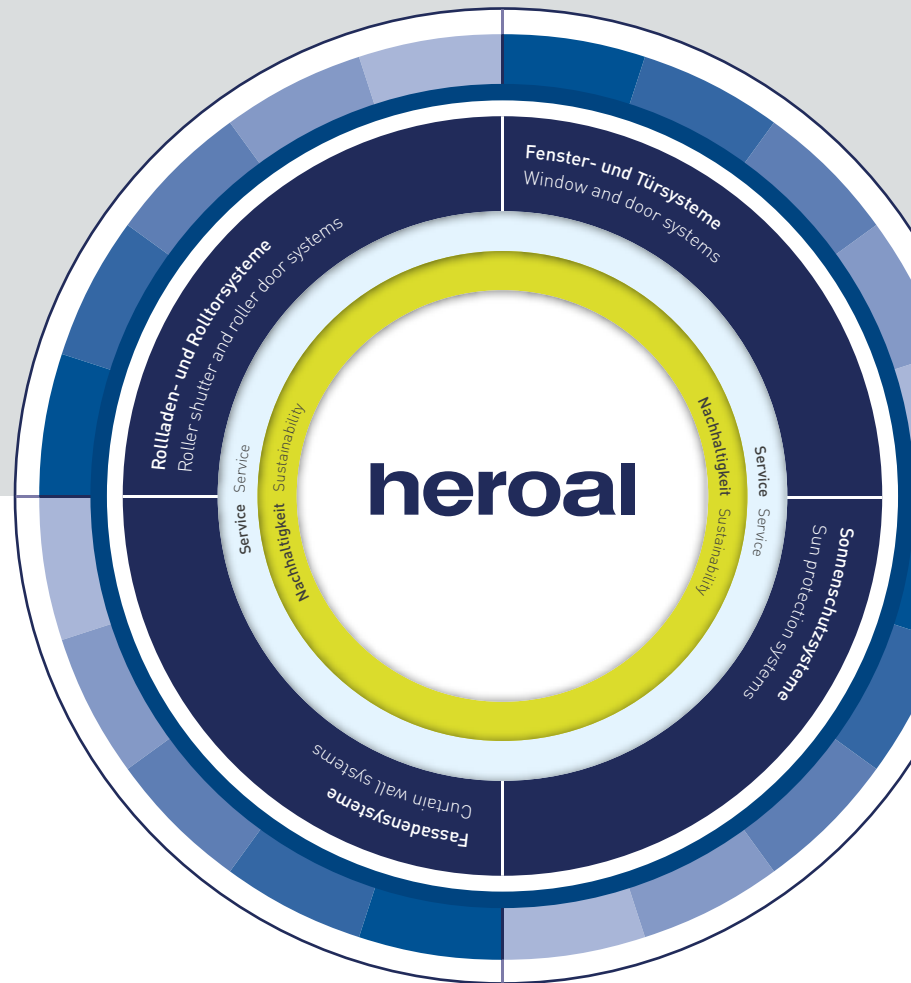 Fenster- und Türsysteme
Window and door systems
Rollladen- und Rolltorsysteme
Roller shutter and roller door systems
Service Service
Nachhaltigkeit Sustainability
heroal
Nachhaltigkeit Sustainability
Service Service
Sonnenschutzsysteme
Sun protection systems
Fassadensysteme
Curtain wall systems